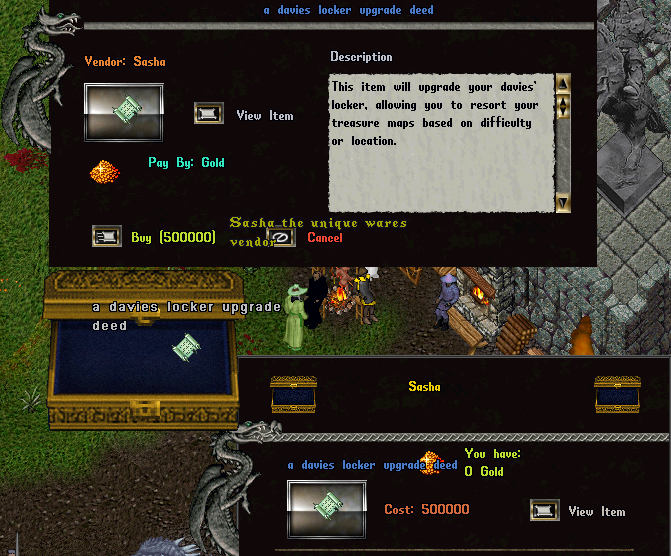 a davies locker upgrade deed
Vendor: Sasha
Description
This item will upgrade your davies'
locker, allowing you to resort your
treasure maps based on difficulty
or location.
View Item
Pay By: Gold
Sasha the unique wares
vendor
Buy (500000)
Cancel
a davies locker upgrade
deed
Sasha
You have:
0 Gold
a davies locker upgrade deed
Cost: 500000
View Item